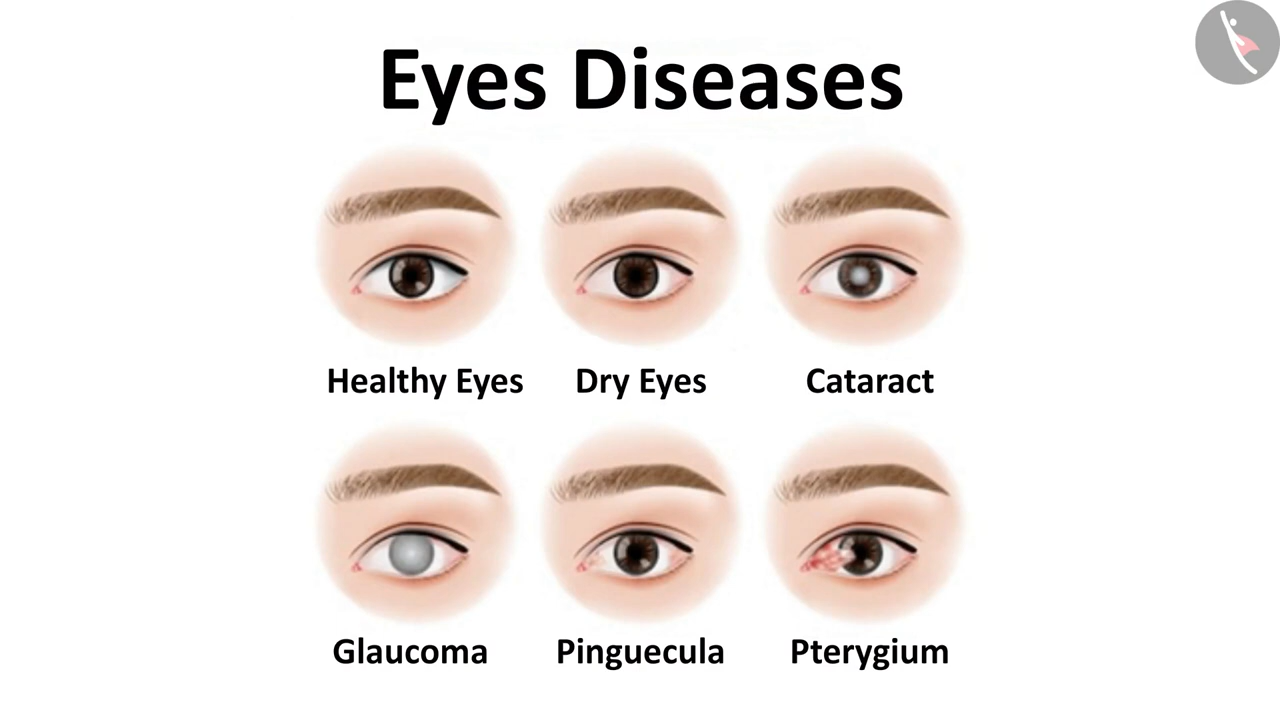 Eyes Diseases
Healthy Eyes Dry Eyes Cataract
Glaucoma Pinguecula Pterygium